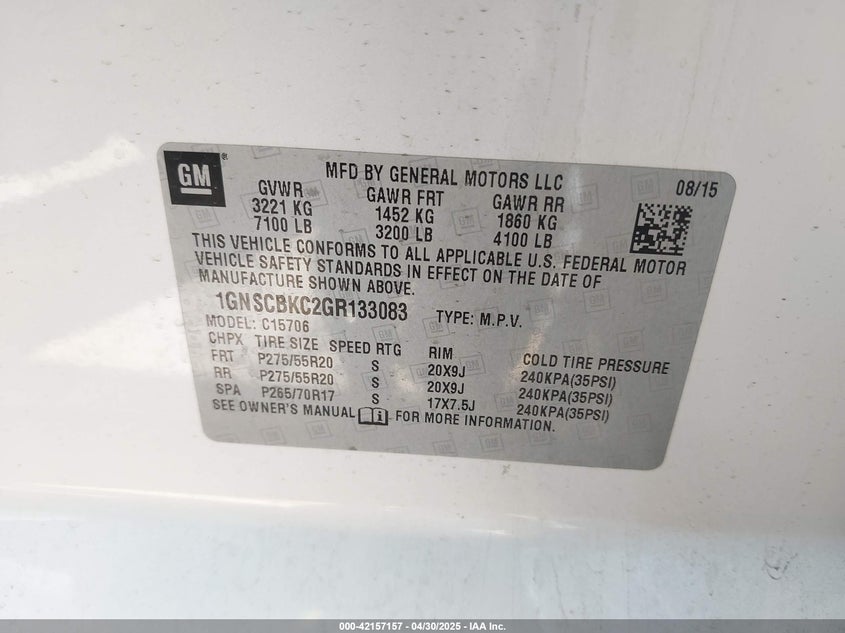 GM
MFD BY GENERAL MOTORS LLC 08/15
GVWR GAWR FRT GAWR RR
3221 KG 1452 KG 1860 KG
7100 LB 3200 LB 4100 LB
THIS VEHICLE CONFORMS TO ALL APPLICABLE U.S. FEDERAL MOTOR
VEHICLE SAFETY STANDARDS IN EFFECT ON THE DATE OF
MANUFACTURE SHOWN ABOVE.
1GNSCBKC2GR133083 TYPE: M.P.V.
MODEL: C15706
CHPX TIRE SIZE SPEED RTG RIM COLD TIRE PRESSURE
FRT P275/55R20 S 20X9J 240KPA(35PSI)
RR P275/55R20 S 20X9J 240KPA(35PSI)
SPA P265/70R17 S 17X7.5J 240KPA(35PSI)
SEE OWNER'S MANUAL FOR MORE INFORMATION.
000-42157157 - 04/30/2025 - IAA Inc.